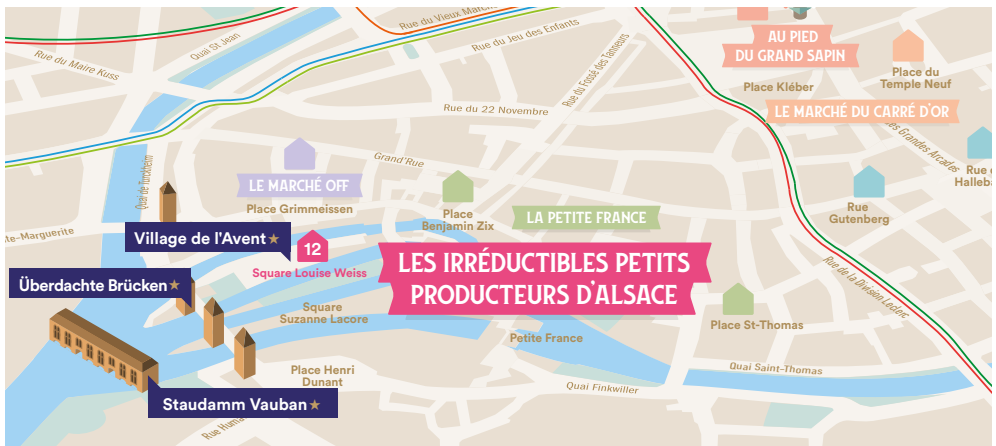 Rue du Vieux March
Quai St Jean
Rue du Jeu des Enfants
Rue du Maire Kuss
Rue du Fossé des Tanneurs
AU PIED
DU GRAND SAPIN
Place du
Temple Neuf
Place Kléber
Rue du 22 Novembre
LE MARCHÉ DU CARRÉ D'OR
Grandes Arcades
Quai de Turckheim
Grand'Rue
LE MARCHÉ OFF
Place Grimmeissen
Place
Benjamin Zix
LA PETITE FRANCE
Rue
Gutenberg
Halleba
te-Marguerite
Village de l'Avent
12
Square Louise Weiss
LES IRRÉDUCTIBLES PETITS
PRODUCTEURS D'ALSACE
Überdachte Brücken
Rue de la Division Leclerc
Square
Suzanne Lacore
Place St-Thomas
Petite France
Place Henri
Dunant
Quai Saint-Thomas
Quai Finkwiller
Staudamm Vauban
Rue Huma